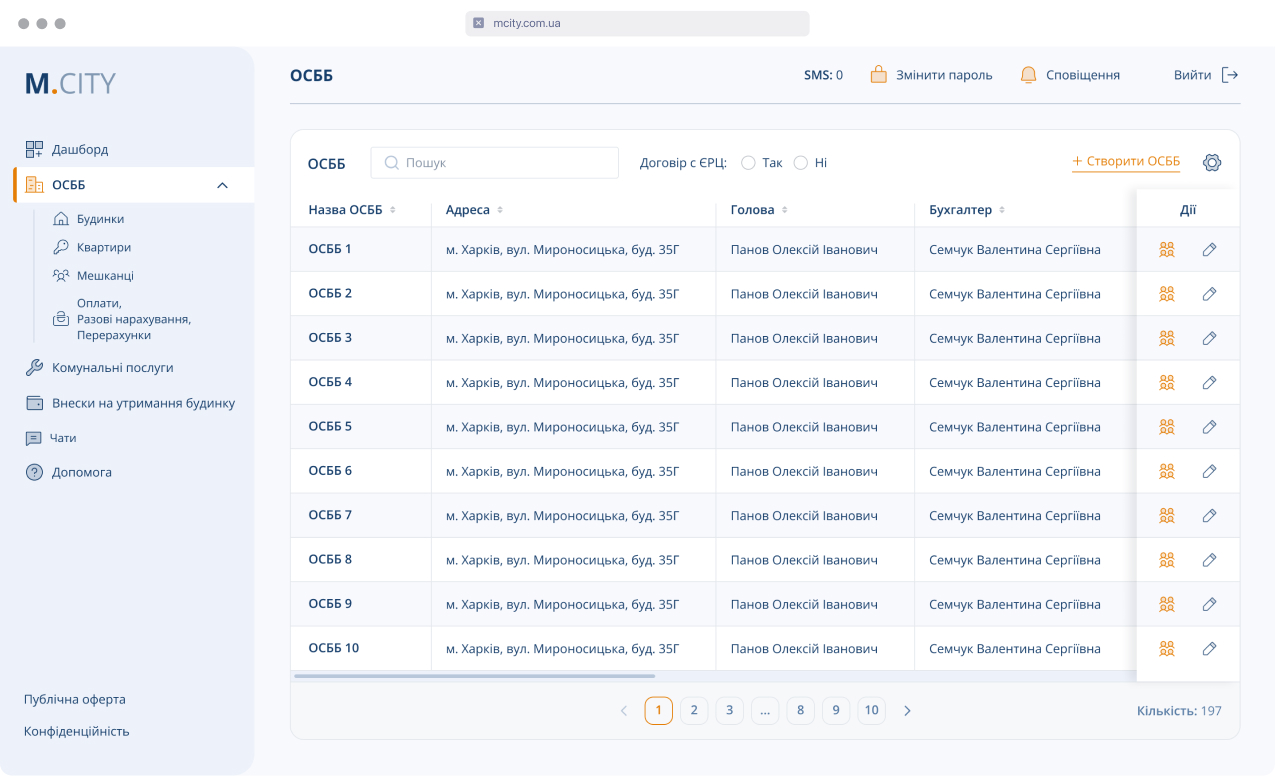 mcity.com.ua
M.CITY
ОСББ
SMS: 0
Змінити пароль
Сповіщення
Вийти
Дашборд
ОСББ
Будинки
Квартири
Мешканці
Оплати,
Разові нарахування,
Перерахунки
Комунальні послуги
Внески на утримання будинку
Чати
Допомога
Публічна оферта
Конфіденційність
ОСББ
Пошук
Договір с ЄРЦ:
Так
Ні
+ Створити ОСББ
Назва ОСББ Адреса Голова Бухгалтер Дії
ОСББ 1 м. Харків, вул. Мироносицька, буд. 35Г Панов Олексій Іванович Семчук Валентина Сергіївна
ОСББ 2 м. Харків, вул. Мироносицька, буд. 35Г Панов Олексій Іванович Семчук Валентина Сергіївна
ОСББ 3 м. Харків, вул. Мироносицька, буд. 35Г Панов Олексій Іванович Семчук Валентина Сергіївна
ОСББ 4 м. Харків, вул. Мироносицька, буд. 35Г Панов Олексій Іванович Семчук Валентина Сергіївна
ОСББ 5 м. Харків, вул. Мироносицька, буд. 35Г Панов Олексій Іванович Семчук Валентина Сергіївна
ОСББ 6 м. Харків, вул. Мироносицька, буд. 35Г Панов Олексій Іванович Семчук Валентина Сергіївна
ОСББ 7 м. Харків, вул. Мироносицька, буд. 35Г Панов Олексій Іванович Семчук Валентина Сергіївна
ОСББ 8 м. Харків, вул. Мироносицька, буд. 35Г Панов Олексій Іванович Семчук Валентина Сергіївна
ОСББ 9 м. Харків, вул. Мироносицька, буд. 35Г Панов Олексій Іванович Семчук Валентина Сергіївна
ОСББ 10 м. Харків, вул. Мироносицька, буд. 35Г Панов Олексій Іванович Семчук Валентина Сергіївна
1 2 3 ... 8 9 10
Кількість: 197